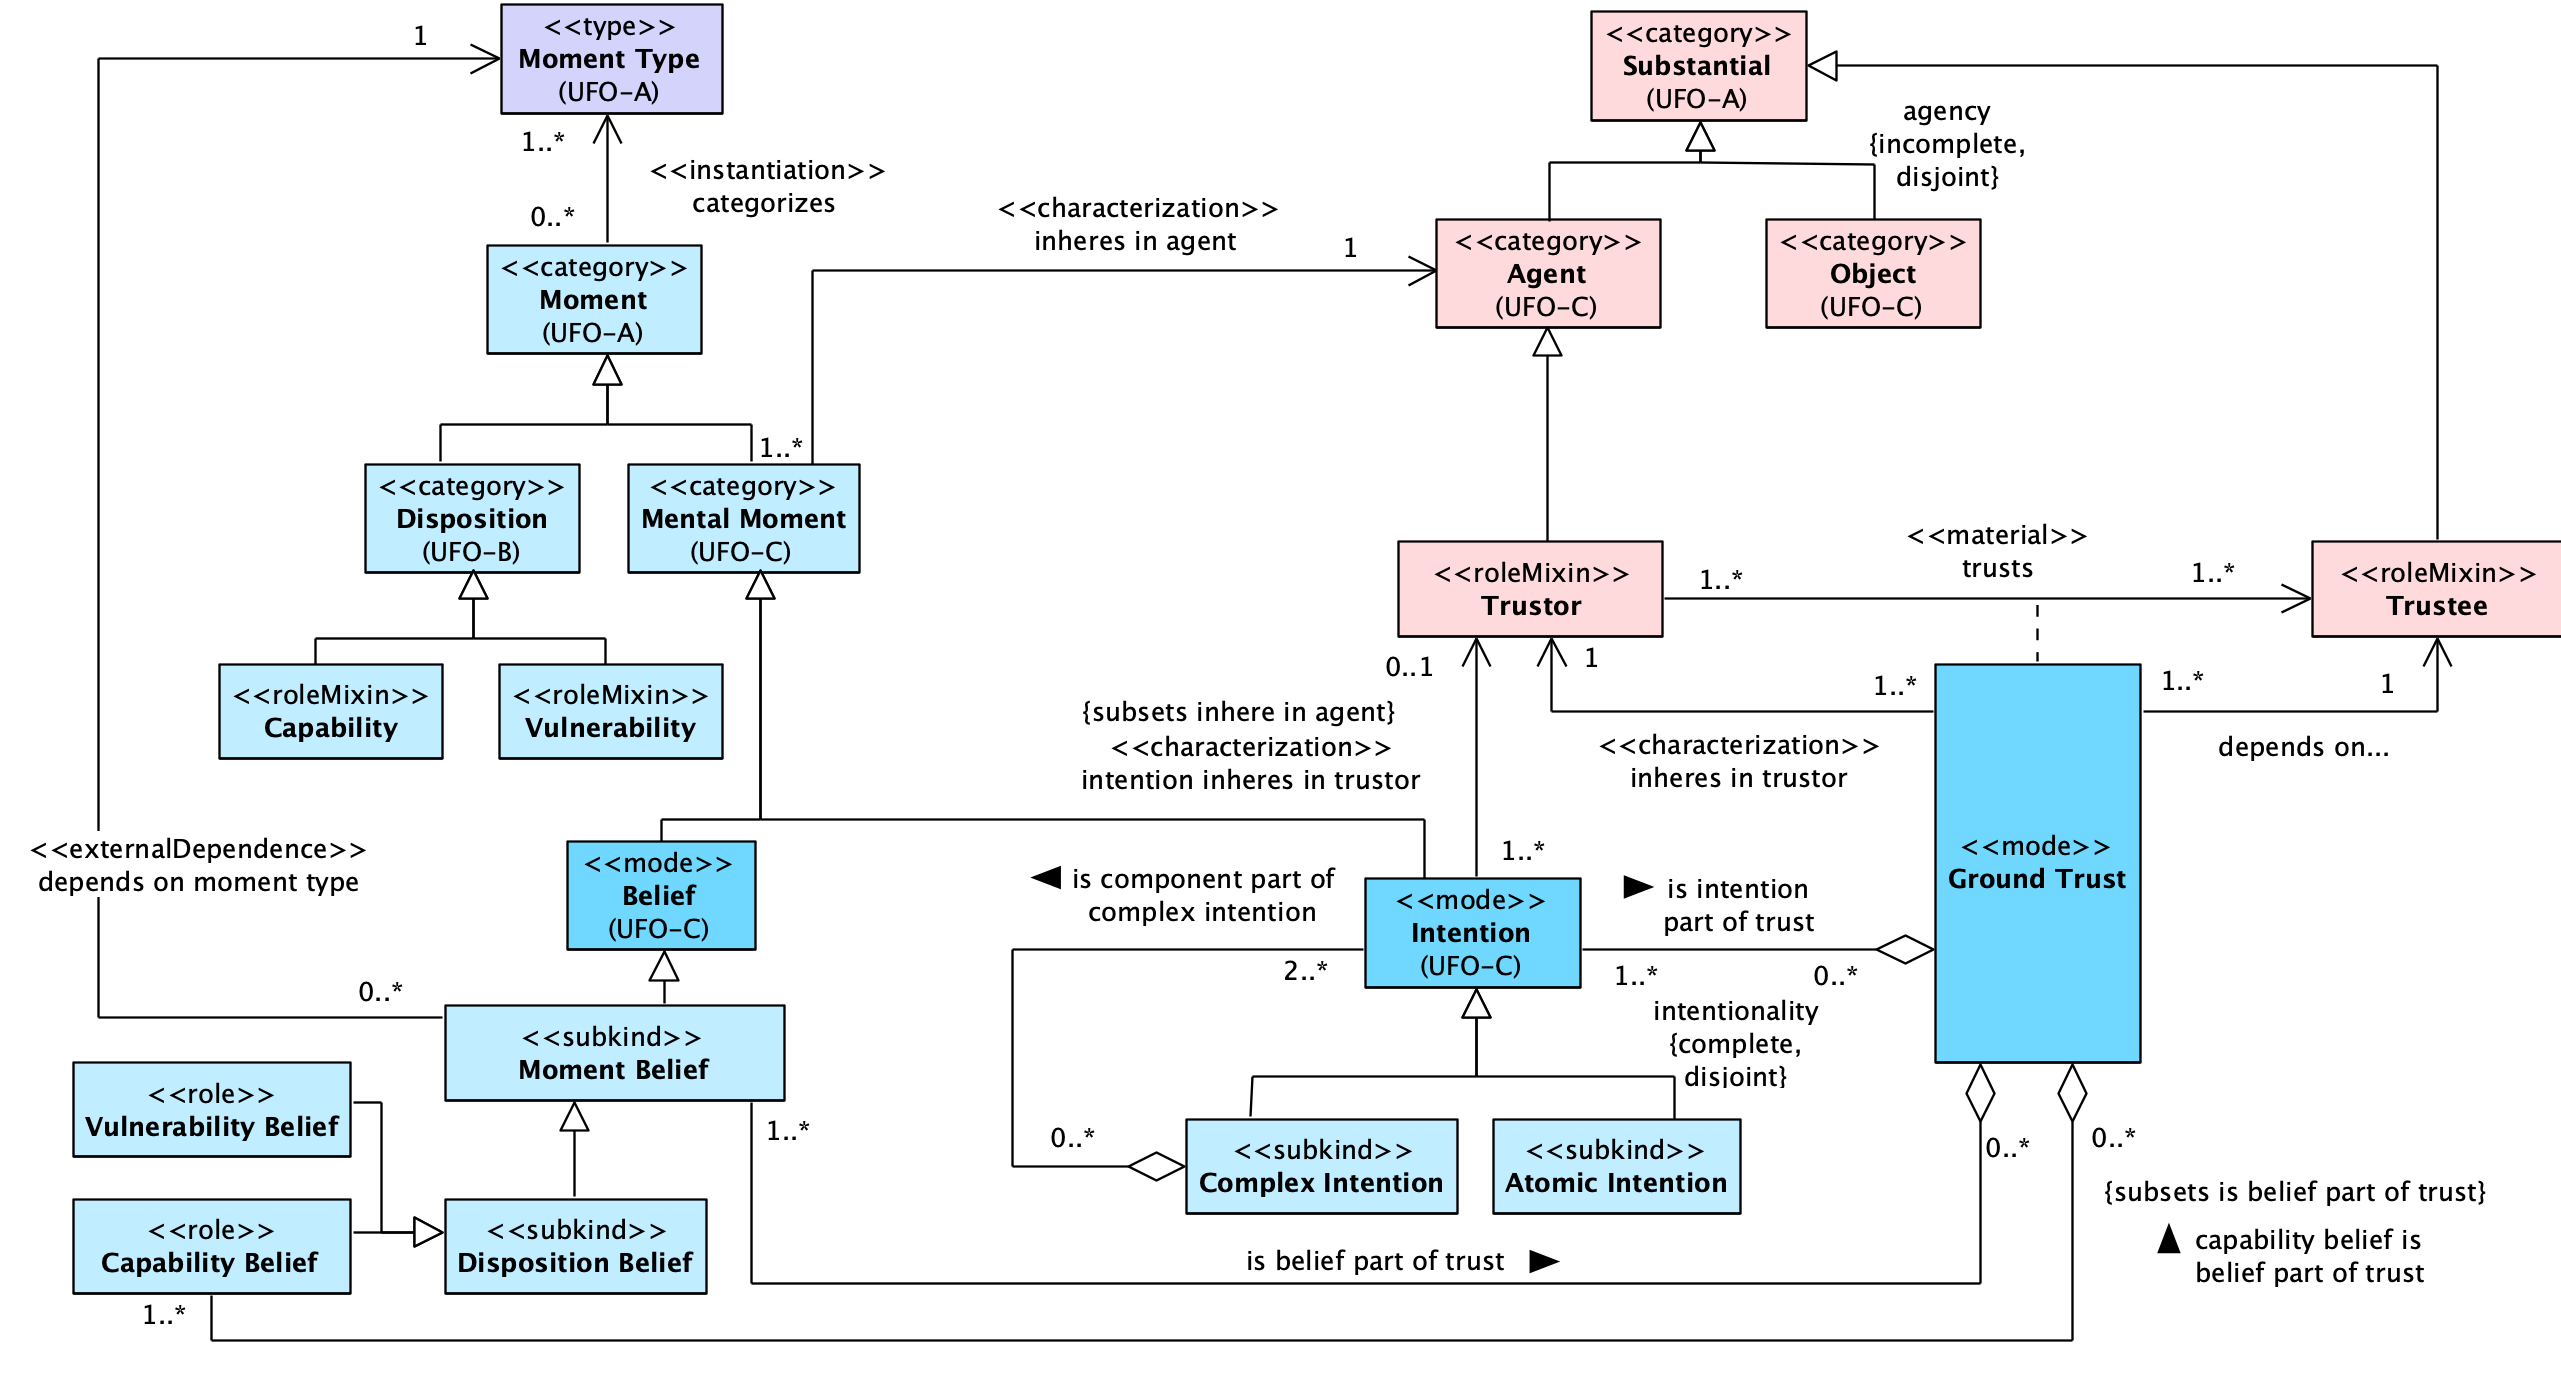 <<type>>
Moment Type
(UFO-A)
1
1..*
<<instantiation>>
categorizes
0..*
<<category>>
Moment
(UFO-A)
<<category>>
Substantial
(UFO-A)
agency
{incomplete,
disjoint}
<<characterization>>
inheres in agent
1
<<category>>
Agent
(UFO-C)
<<category>>
Object
(UFO-C)
1..*
<<category>>
Disposition
(UFO-B)
<<category>>
Mental Moment
(UFO-C)
<<roleMixin>>
Capability
<<roleMixin>>
Vulnerability
<<roleMixin>>
Trustor
1..*
<<material>>
trusts
1..*
<<roleMixin>>
Trustee
0..1
1
1..*
1..*
1
{subsets inhere in agent}
<<characterization>>
intention inheres in trustor
<<characterization>>
inheres in trustor
depends on...
<<externalDependence>>
depends on moment type
<<mode>>
Belief
(UFO-C)
1..*
◀ is component part of
complex intention
<<mode>>
Intention
(UFO-C)
▶ is intention
part of trust
<<mode>>
Ground Trust
2..*
1..*
0..*
0..*
<<subkind>>
Moment Belief
intentionality
{complete,
disjoint}
<<role>>
Vulnerability Belief
1..*
0..*
<<subkind>>
Complex Intention
<<subkind>>
Atomic Intention
0..*
0..*
<<role>>
Capability Belief
<<subkind>>
Disposition Belief
{subsets is belief part of trust}
is belief part of trust ▶
▲ capability belief is
belief part of trust
1..*